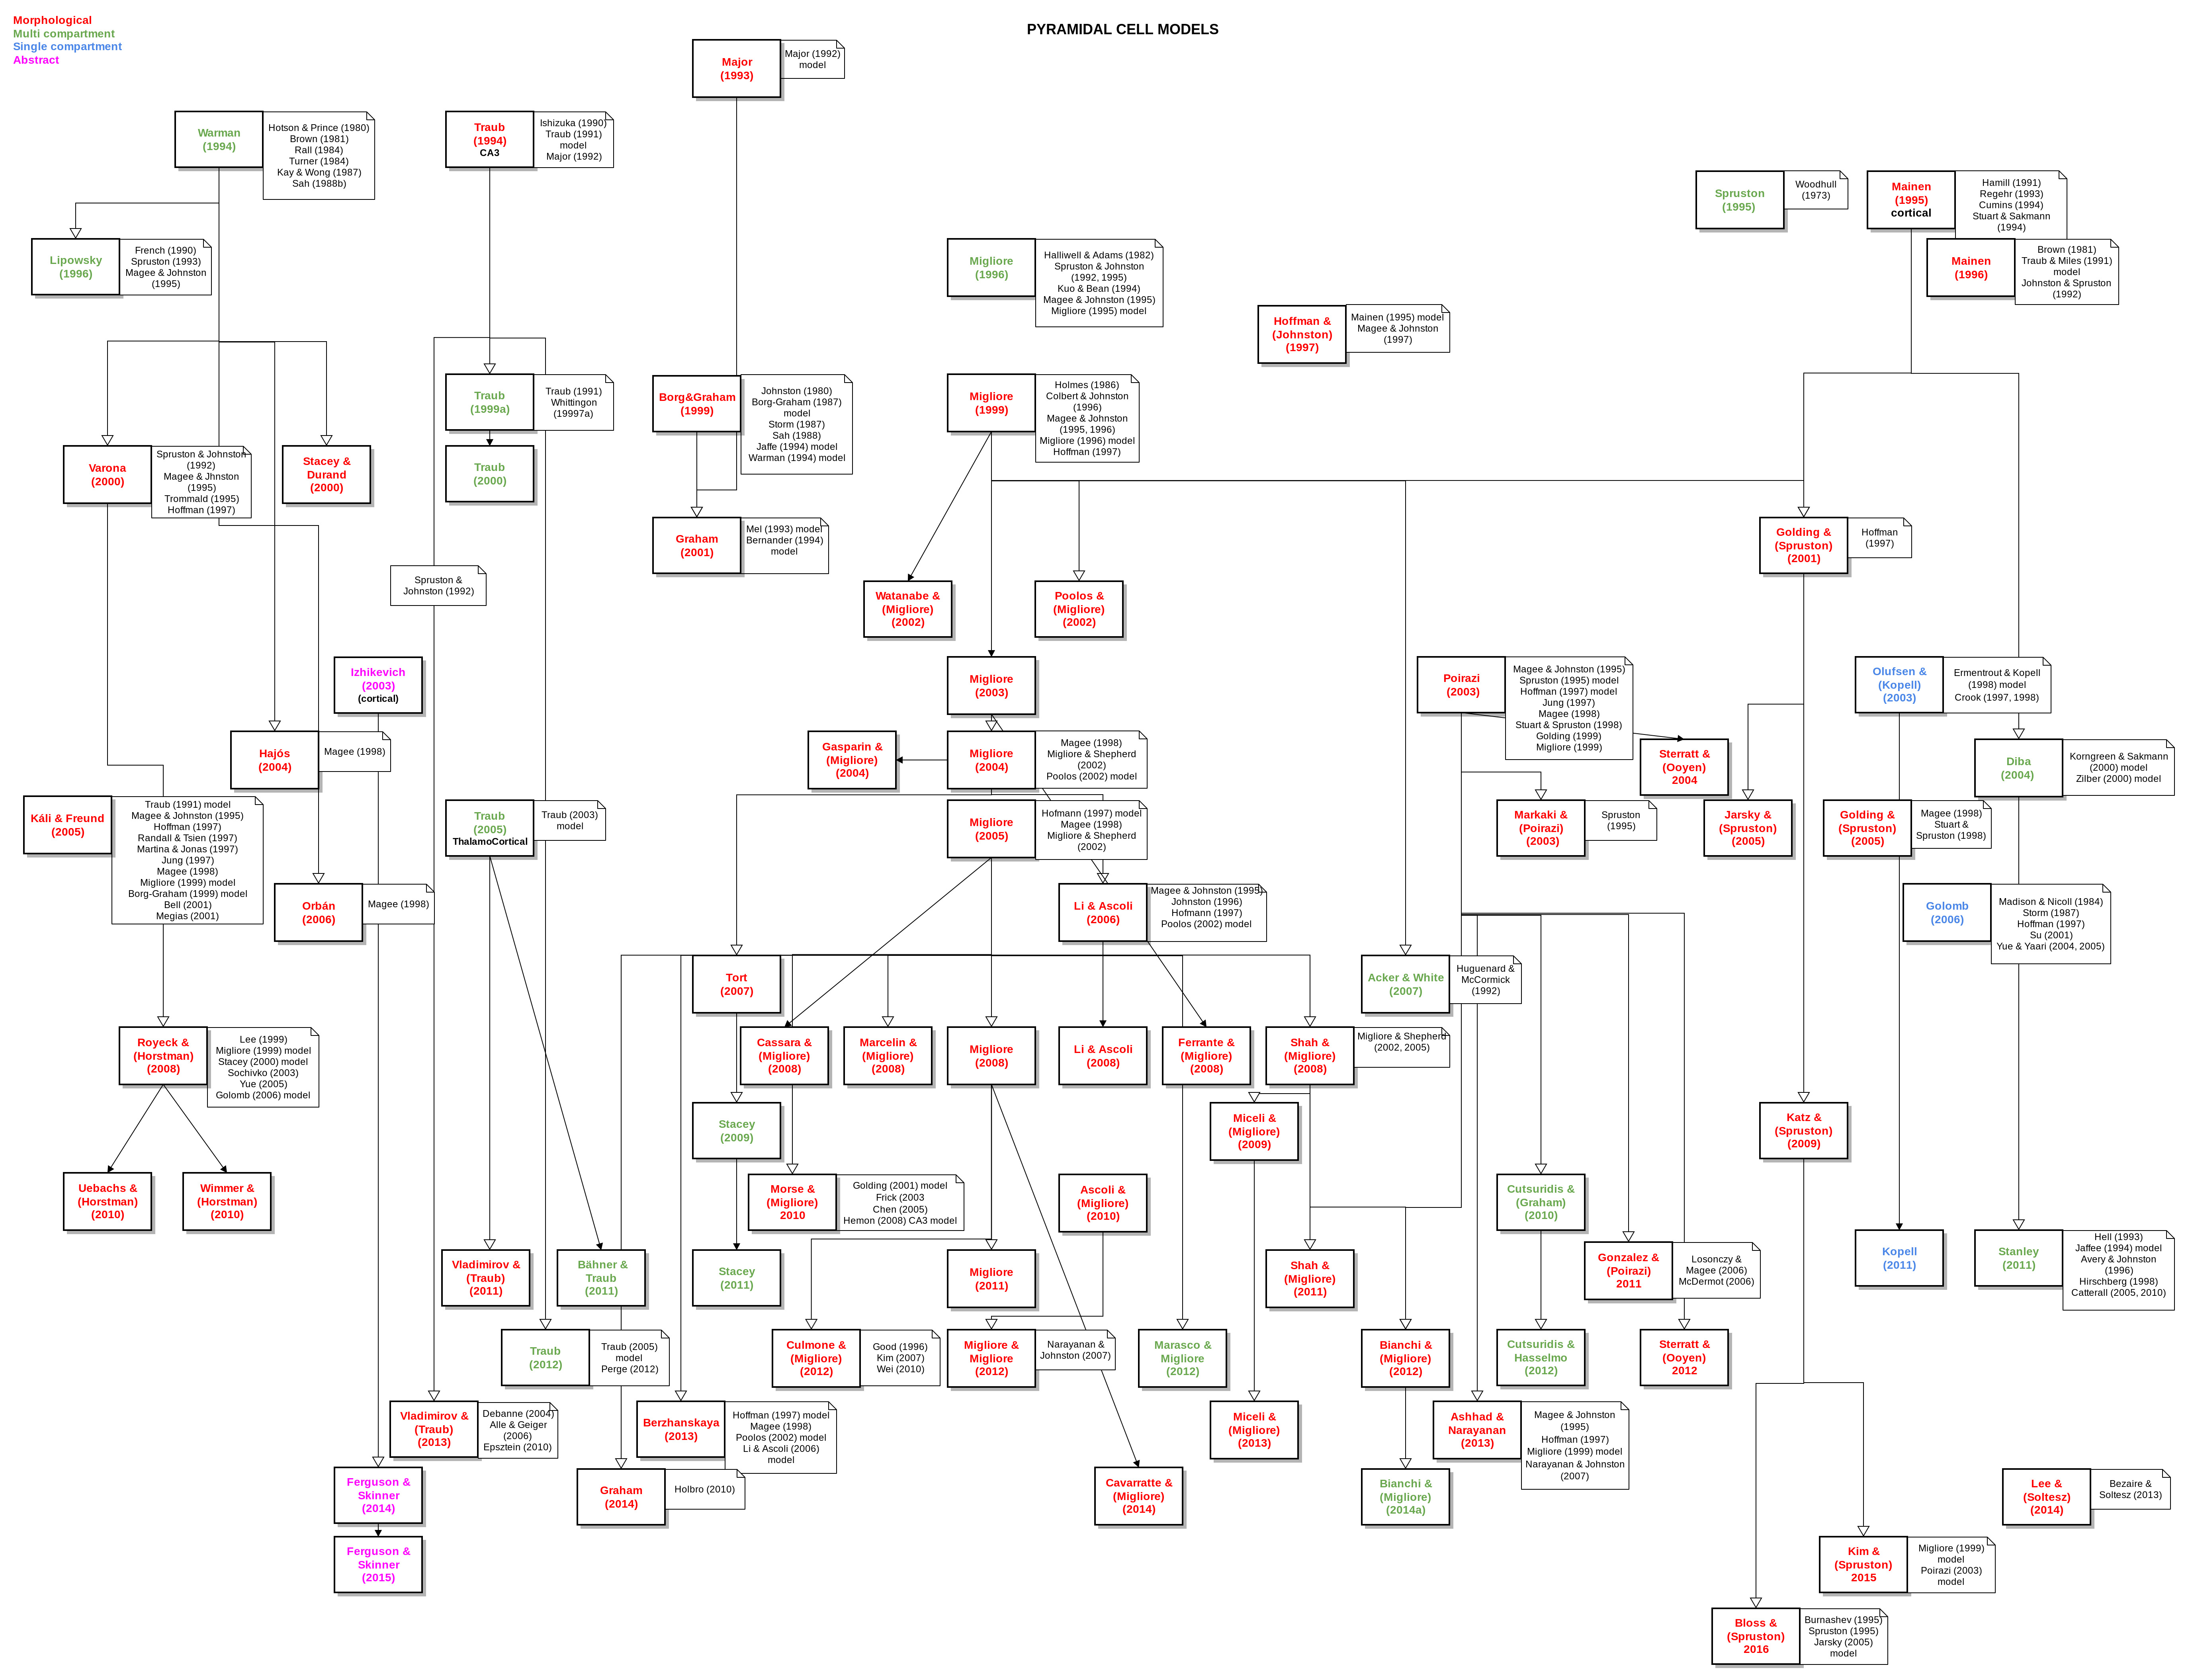 Morphological
Multi compartment
Single compartment
Abstract
PYRAMIDAL CELL MODELS
Major
(1993)
Major (1992)
model
Warman
(1994)
Hotson & Prince (1980)
Brown (1981)
Rall (1984)
Turner (1984)
Kay & Wong (1987)
Sah (1988b)
Traub
(1994)
CA3
Ishizuka (1990)
Traub (1991)
model
Major (1992)
Spruston
(1995)
Woodhull
(1973)
Mainen
(1995)
cortical
Hamill (1991)
Regehr (1993)
Cumins (1994)
Stuart & Sakmann
(1994)
Lipowsky
(1996)
French (1990)
Spruston (1993)
Magee & Johnston
(1995)
Migliore
(1996)
Halliwell & Adams (1982)
Spruston & Johnston
(1992, 1995)
Kuo & Bean (1994)
Magee & Johnston (1995)
Migliore (1995) model
Mainen
(1996)
Brown (1981)
Traub & Miles (1991)
model
Johnston & Spruston
(1992)
Hoffman &
(Johnston)
(1997)
Mainen (1995) model
Magee & Johnston
(1997)
Traub
(1999a)
Traub (1991)
Whittingon
(19997a)
Borg&Graham
(1999)
Johnston (1980)
Borg-Graham (1987)
model
Storm (1987)
Sah (1988)
Jaffe (1994) model
Warman (1994) model
Migliore
(1999)
Holmes (1986)
Colbert & Johnston
(1996)
Magee & Johnston
(1995, 1996)
Migliore (1996) model
Hoffman (1997)
Varona
(2000)
Spruston & Johnston
(1992)
Magee & Jhnston
(1995)
Trommald (1995)
Hoffman (1997)
Stacey &
Durand
(2000)
Traub
(2000)
Graham
(2001)
Mel (1993) model
Bernander (1994)
model
Golding &
(Spruston)
(2001)
Hoffman
(1997)
Spruston &
Johnston (1992)
Watanabe &
(Migliore)
(2002)
Poolos &
(Migliore)
(2002)
Izhikevich
(2003)
(cortical)
Migliore
(2003)
Poirazi
(2003)
Magee & Johnston (1995)
Spruston (1995) model
Hoffman (1997) model
Jung (1997)
Magee (1998)
Stuart & Spruston (1998)
Golding (1999)
Migliore (1999)
Olufsen &
(Kopell)
(2003)
Ermentrout & Kopell
(1998) model
Crook (1997, 1998)
Hajós
(2004)
Magee (1998)
Gasparin &
(Migliore)
(2004)
Migliore
(2004)
Magee (1998)
Migliore & Shepherd
(2002)
Poolos (2002) model
Sterratt &
(Ooyen)
2004
Diba
(2004)
Korngreen & Sakmann
(2000) model
Zilber (2000) model
Káli & Freund
(2005)
Traub (1991) model
Magee & Johnston (1995)
Hoffman (1997)
Randall & Tsien (1997)
Martina & Jonas (1997)
Jung (1997)
Magee (1998)
Migliore (1999) model
Borg-Graham (1999) model
Bell (2001)
Megias (2001)
Traub
(2005)
ThalamoCortical
Traub (2003)
model
Migliore
(2005)
Hofmann (1997) model
Magee (1998)
Migliore & Shepherd
(2002)
Markaki &
(Poirazi)
(2003)
Spruston
(1995)
Jarsky &
(Spruston)
(2005)
Golding &
(Spruston)
(2005)
Magee (1998)
Stuart &
Spruston (1998)
Orbán
(2006)
Magee (1998)
Li & Ascoli
(2006)
Magee & Johnston (1995)
Johnston (1996)
Hofmann (1997)
Poolos (2002) model
Golomb
(2006)
Madison & Nicoll (1984)
Storm (1987)
Hoffman (1997)
Su (2001)
Yue & Yaari (2004, 2005)
Tort
(2007)
Acker & White
(2007)
Huguenard &
McCormick
(1992)
Royeck &
(Horstman)
(2008)
Lee (1999)
Migliore (1999) model
Stacey (2000) model
Sochivko (2003)
Yue (2005)
Golomb (2006) model
Cassara &
(Migliore)
(2008)
Marcelin &
(Migliore)
(2008)
Migliore
(2008)
Li & Ascoli
(2008)
Ferrante &
(Migliore)
(2008)
Shah &
(Migliore)
(2008)
Migliore & Shepherd
(2002, 2005)
Stacey
(2009)
Miceli &
(Migliore)
(2009)
Katz &
(Spruston)
(2009)
Uebachs &
(Horstman)
(2010)
Wimmer &
(Horstman)
(2010)
Morse &
(Migliore)
2010
Golding (2001) model
Frick (2003
Chen (2005)
Hemon (2008) CA3 model
Ascoli &
(Migliore)
(2010)
Cutsuridis &
(Graham)
(2010)
Vladimirov &
(Traub)
(2011)
Bähner &
Traub
(2011)
Stacey
(2011)
Migliore
(2011)
Shah &
(Migliore)
(2011)
Gonzalez &
(Poirazi)
2011
Losonczy &
Magee (2006)
McDermot (2006)
Kopell
(2011)
Stanley
(2011)
Hell (1993)
Jaffee (1994) model
Avery & Johnston
(1996)
Hirschberg (1998)
Catterall (2005, 2010)
Traub
(2012)
Traub (2005)
model
Perge (2012)
Culmone &
(Migliore)
(2012)
Good (1996)
Kim (2007)
Wei (2010)
Migliore &
Migliore
(2012)
Narayanan &
Johnston (2007)
Marasco &
Migliore
(2012)
Bianchi &
(Migliore)
(2012)
Cutsuridis &
Hasselmo
(2012)
Sterratt &
(Ooyen)
2012
Vladimirov &
(Traub)
(2013)
Debanne (2004)
Alle & Geiger
(2006)
Epsztein (2010)
Berzhanskaya
(2013)
Hoffman (1997) model
Magee (1998)
Poolos (2002) model
Li & Ascoli (2006)
model
Miceli &
(Migliore)
(2013)
Ashhad &
Narayanan
(2013)
Magee & Johnston
(1995)
Hoffman (1997)
Migliore (1999) model
Narayanan & Johnston
(2007)
Ferguson &
Skinner
(2014)
Graham
(2014)
Holbro (2010)
Cavarratte &
(Migliore)
(2014)
Bianchi &
(Migliore)
(2014a)
Lee &
(Soltesz)
(2014)
Bezaire &
Soltesz (2013)
Ferguson &
Skinner
(2015)
Kim &
(Spruston)
2015
Migliore (1999)
model
Poirazi (2003)
model
Bloss &
(Spruston)
2016
Burnashev (1995)
Spruston (1995)
Jarsky (2005)
model